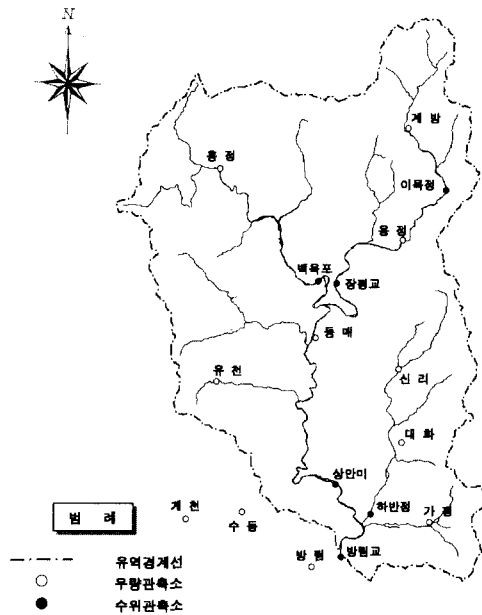 N
계 방
흥 정
이목정
용 정
백옥포
장평교
둔 매
유 천
신 리
대 화
상안미
계 천
수 동
하반정
가 평
방 림
방림교
범 례
유역경계선
우량관측소
수위관측소